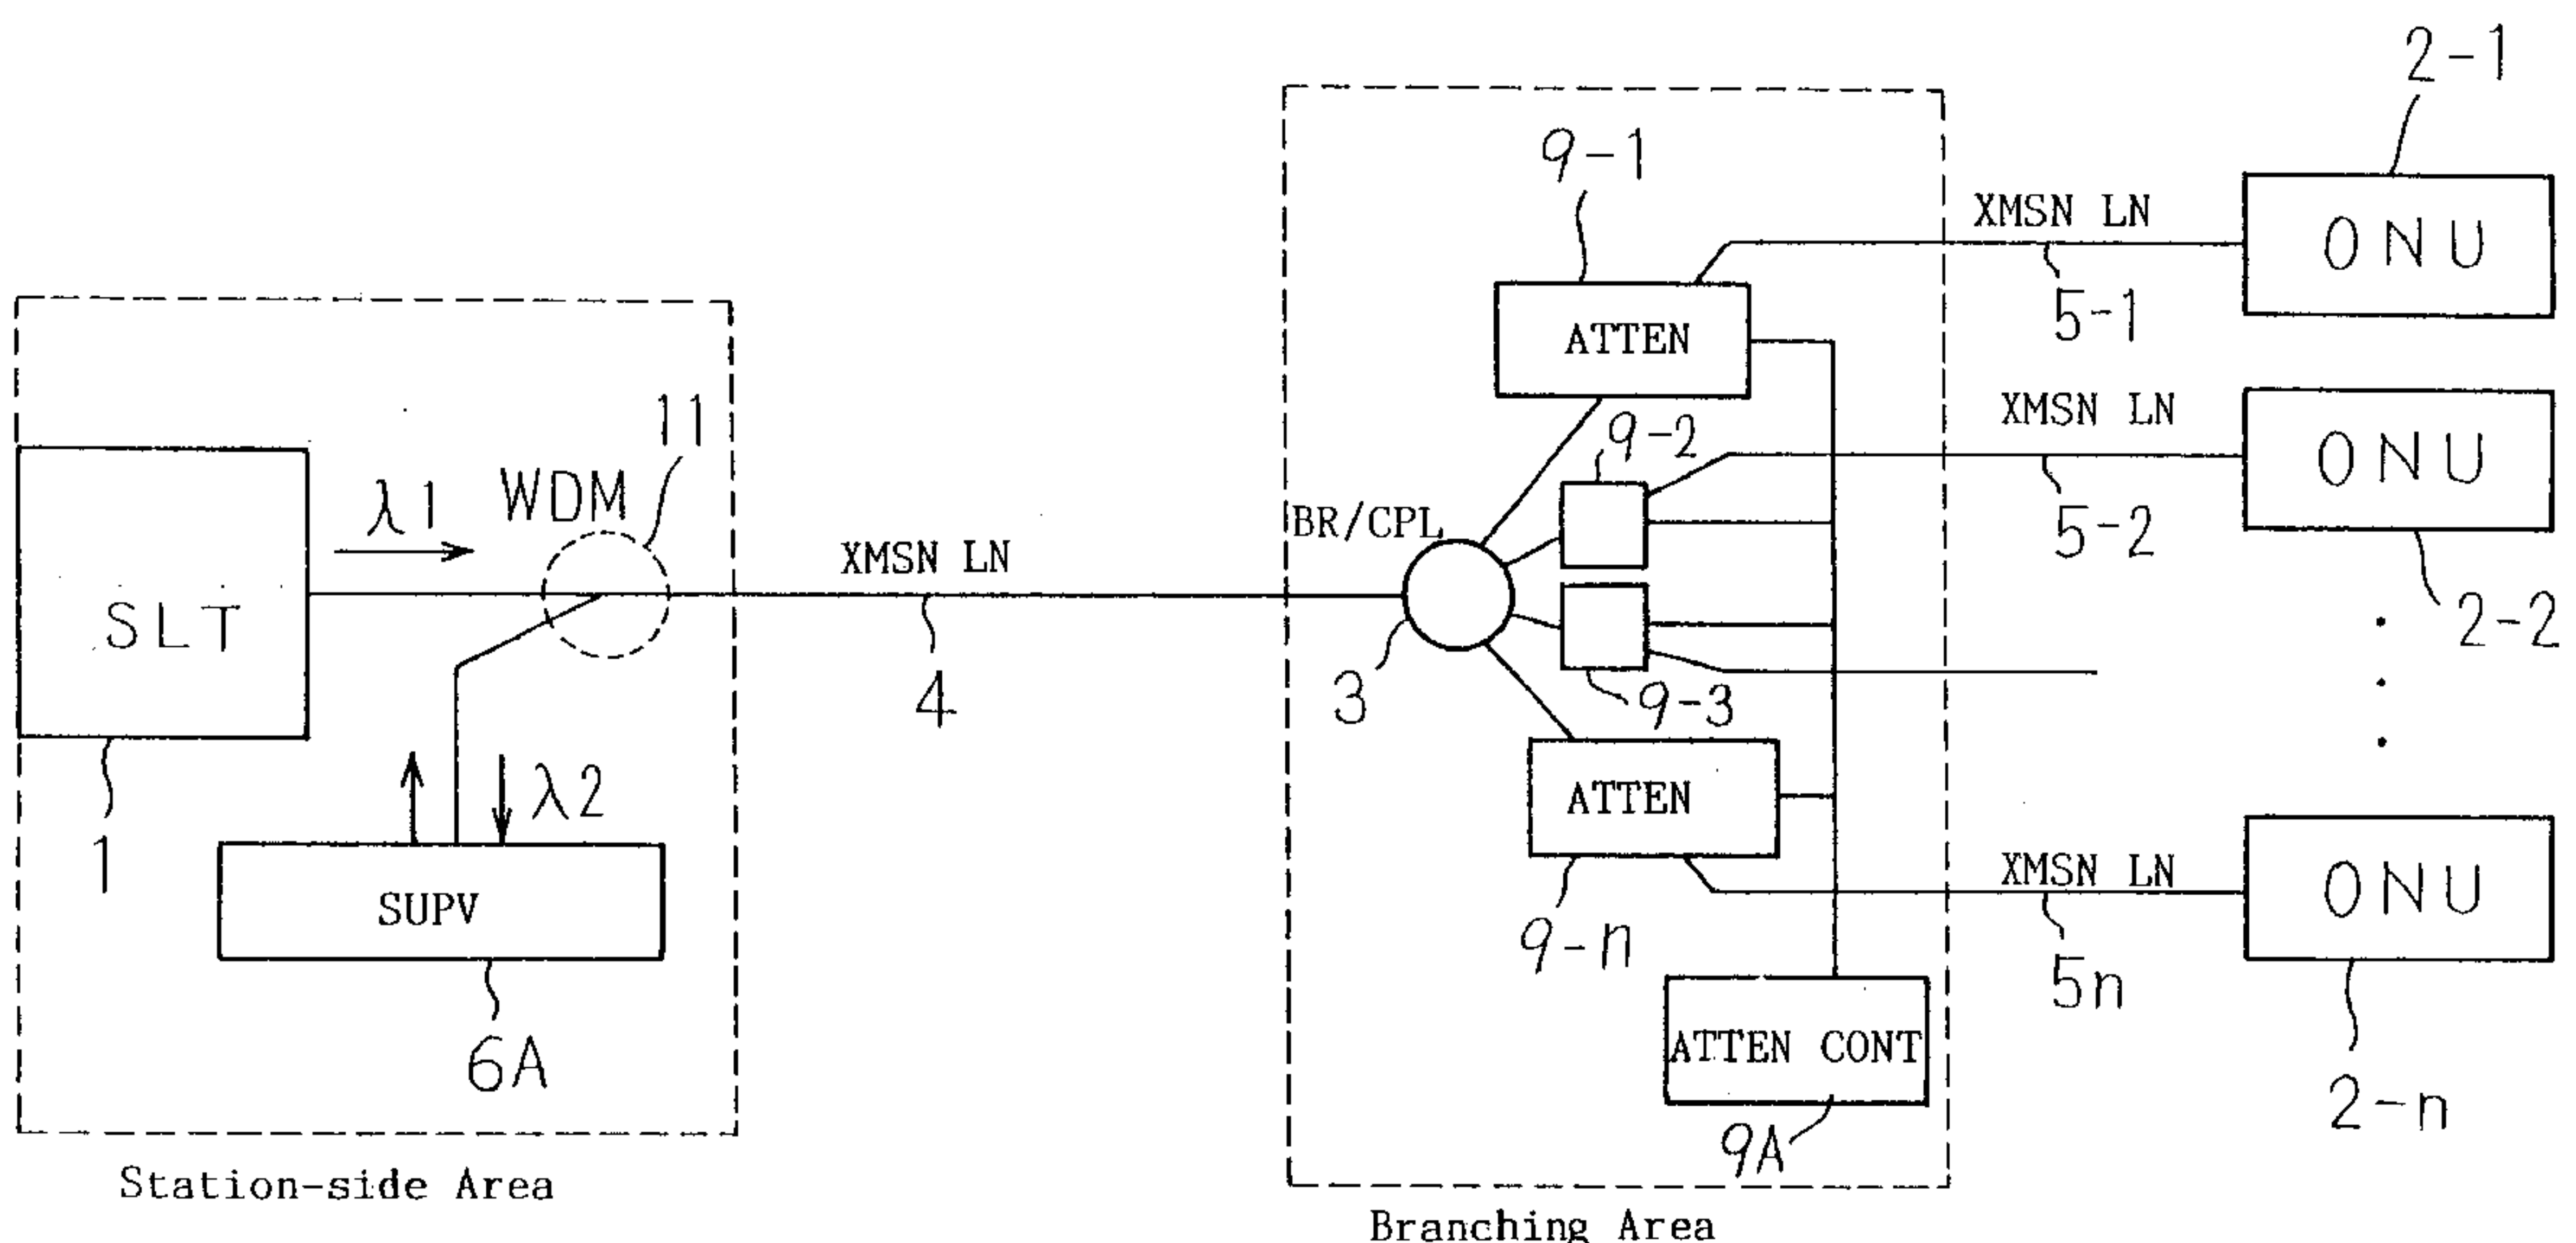 2-1
9-1
XMSN LN
ONU
5-1
ATTEN
11
9-2
XMSN LN
ONU
λ1
WDM
5-2
BR/CPL
XMSN LN
SLT
2-2
4
3
9-3
λ2
ATTEN
1
XMSN LN
ONU
SUPV
9-n
5n
6A
ATTEN CONT
2-n
9A
Station-side Area
Branching Area